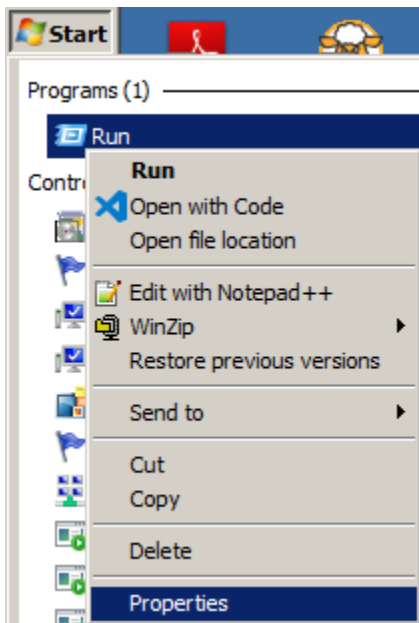 Start
Programs (1)
Run
Run
Contr
Open with Code
Open file location
Edit with Notepad++
WinZip
Restore previous versions
Send to
Cut
Copy
Delete
Properties